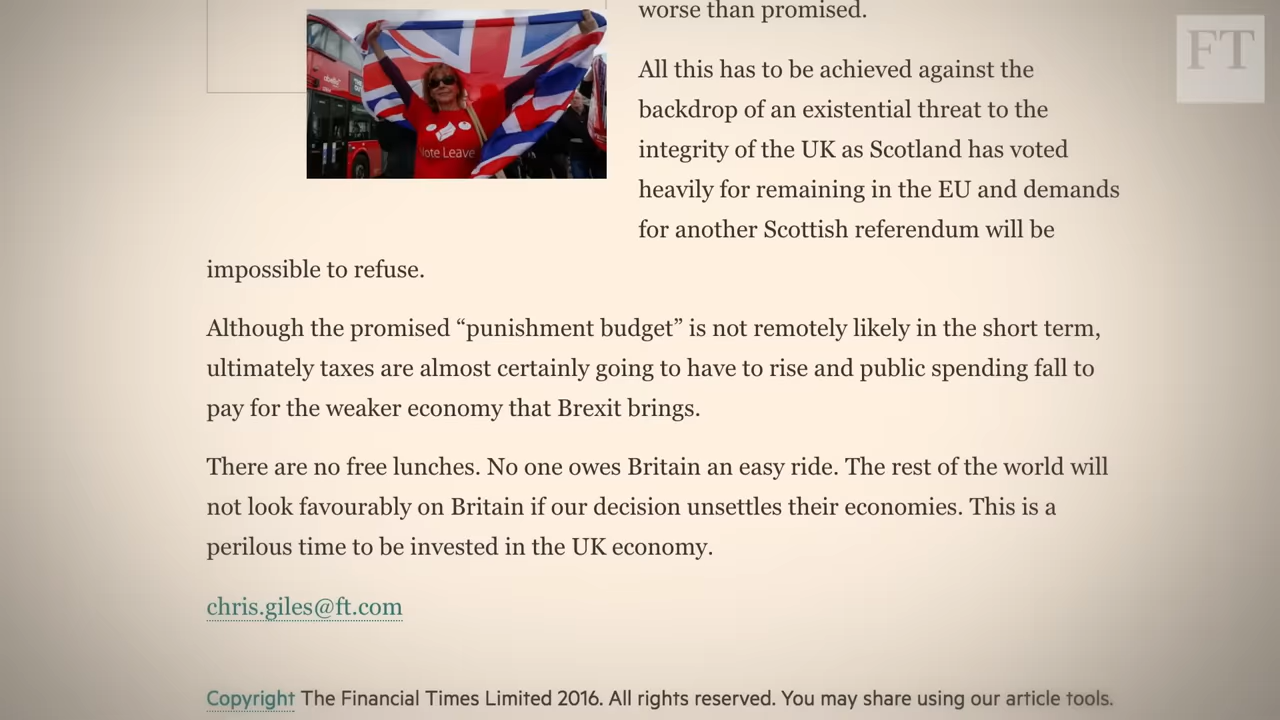 worse than promised.
FT
All this has to be achieved against the
backdrop of an existential threat to the
integrity of the UK as Scotland has voted
heavily for remaining in the EU and demands
for another Scottish referendum will be
impossible to refuse.
Vote Leave
Although the promised “punishment budget” is not remotely likely in the short term,
ultimately taxes are almost certainly going to have to rise and public spending fall to
pay for the weaker economy that Brexit brings.
There are no free lunches. No one owes Britain an easy ride. The rest of the world will
not look favourably on Britain if our decision unsettles their economies. This is a
perilous time to be invested in the UK economy.
chris.giles@ft.com
Copyright The Financial Times Limited 2016. All rights reserved. You may share using our article tools.